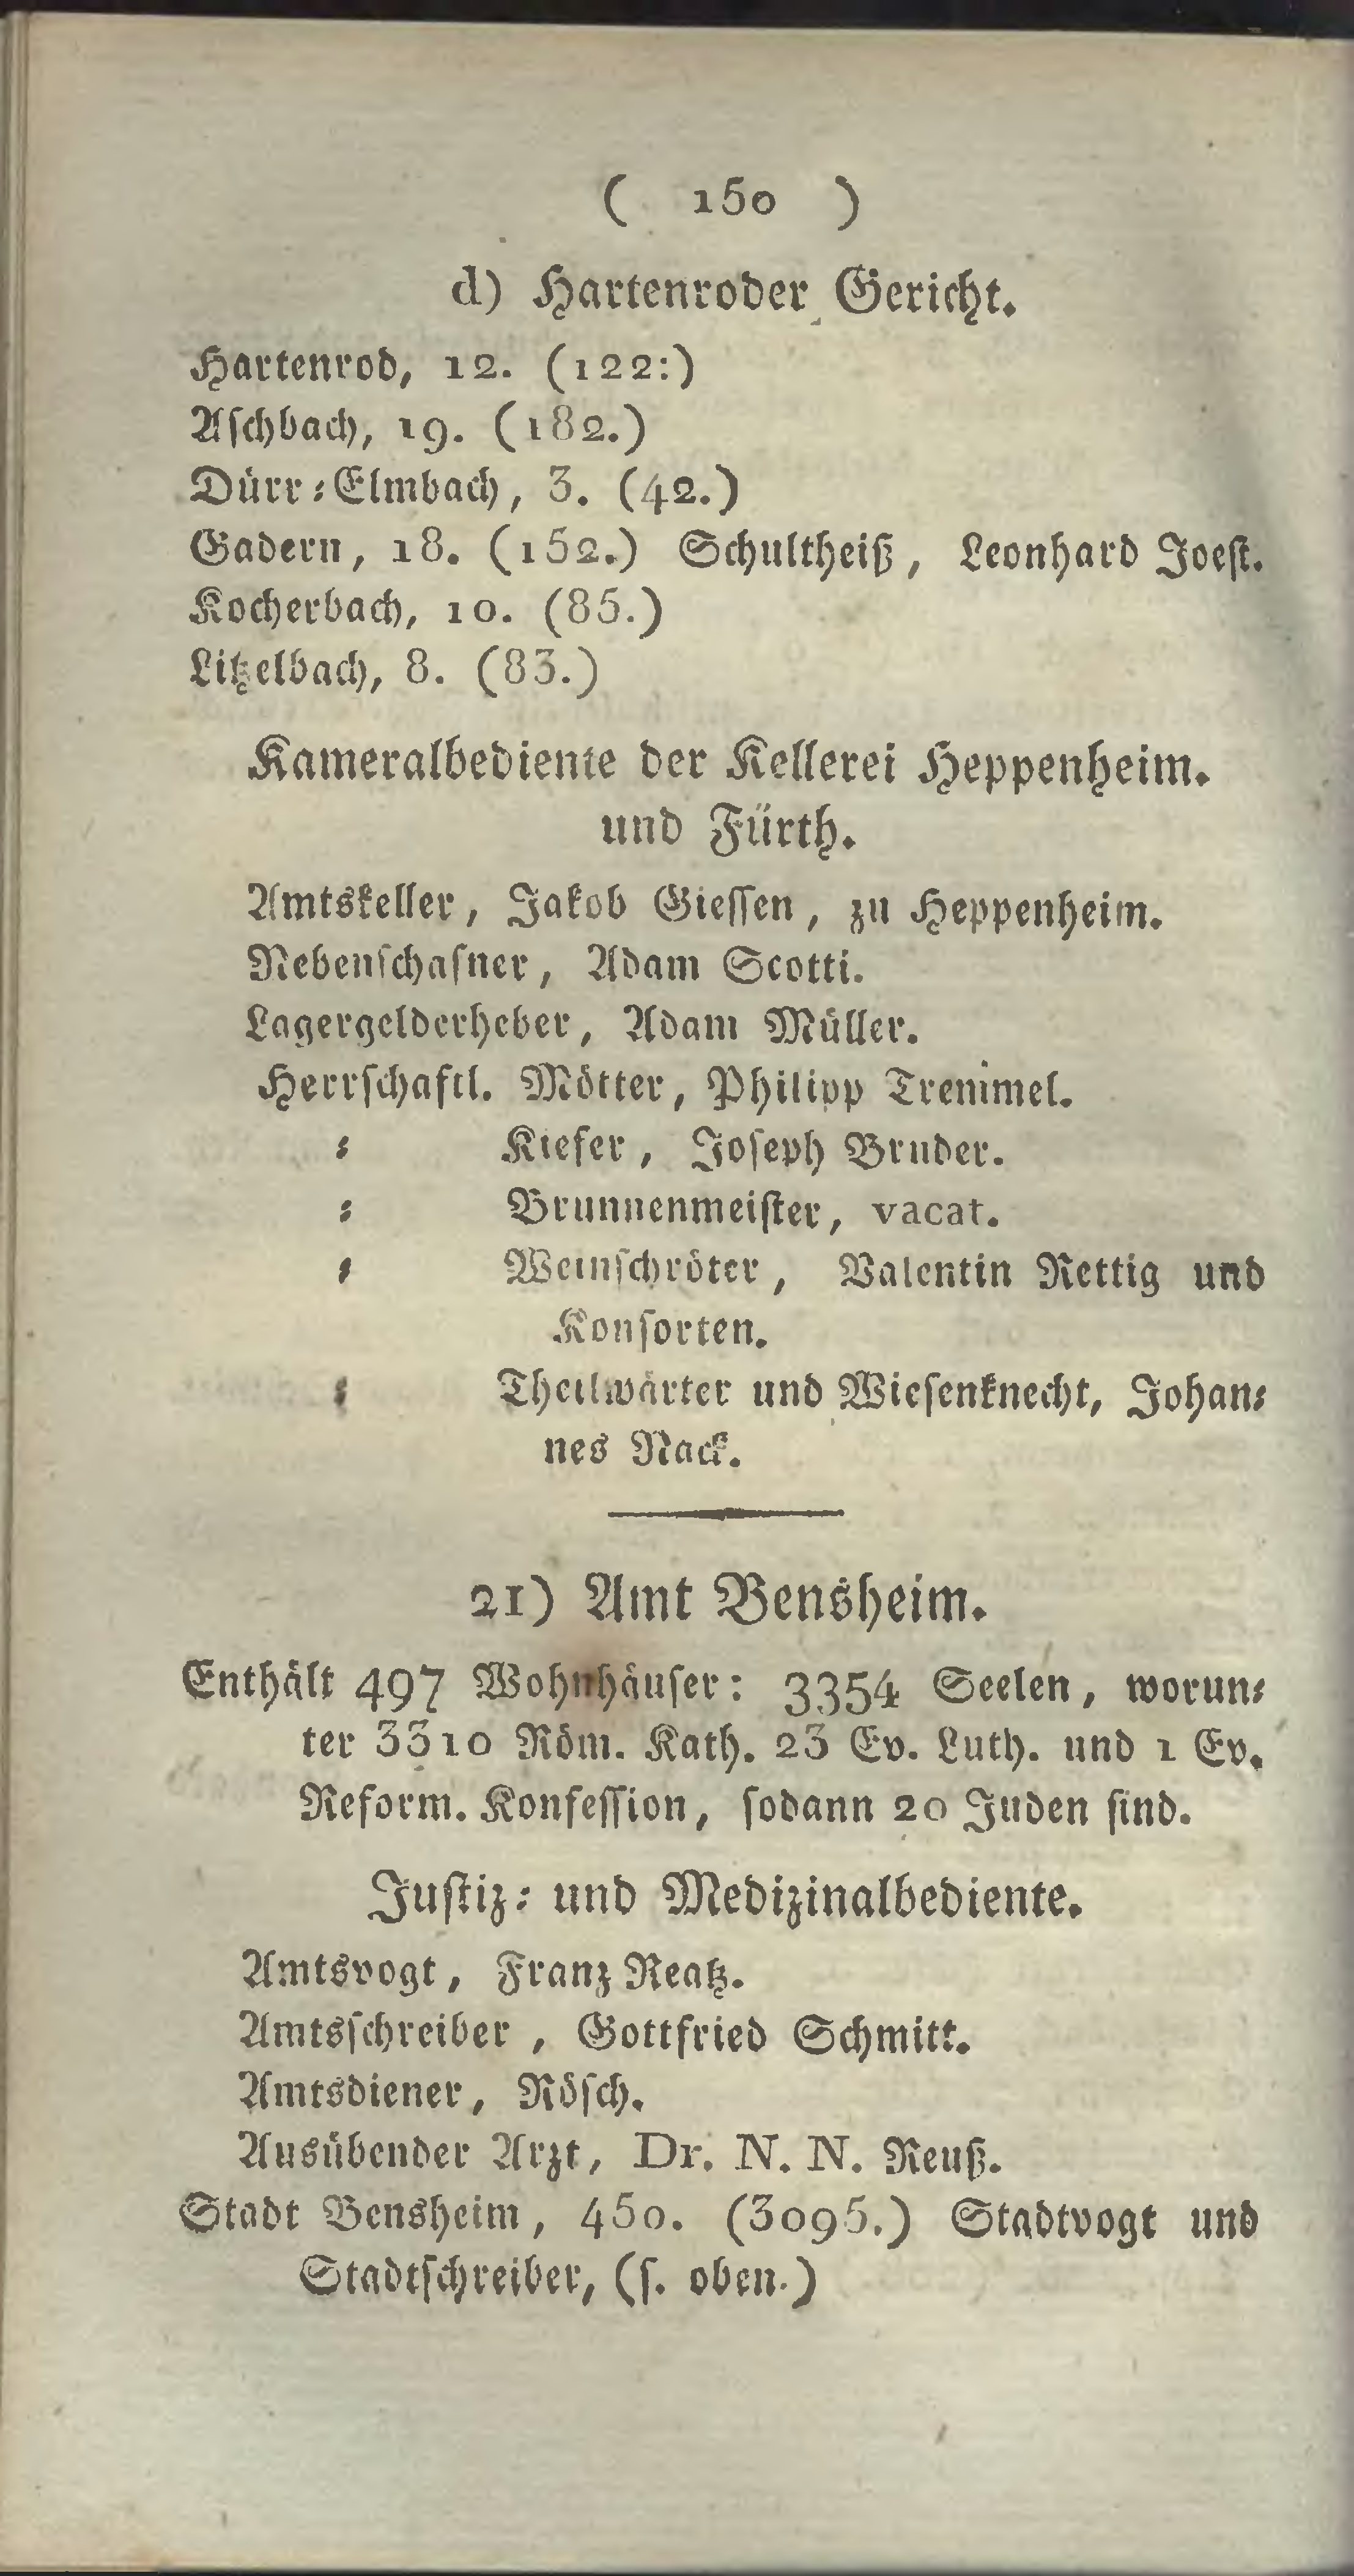 ( 150 )
d) Hartenroder Gericht.
Hartenrod, 12. (122:)
Aſchbach, 19. (182.)
Dürr⸗Elmbach, 3. (42.)
Gadern, 18. (152.) Schultheiß, Leonhard Joeſt.
Kocherbach, 10. (85.)
Litzelbach, 8. (83.)
Kameralbediente der Kellerei Heppenheim.
und Fürth.
Amtskeller, Jakob Gieſſen, zu Heppenheim.
Rebenſchaſner, Adam Scotti.
Lagergelderheber, Adam Müller.
Herrſchaftl. Mötter, Philipp Tremmel.
⸗ Kiefer, Joſeph Bruder.
⸗ Brunnenmeiſter, vacat.
⸗ Weinſchröter, Valentin Rettig und
Konſorten.
⸗ Theilwärter und Wieſenknecht, Johan⸗
nes Rack.
21) Amt Bensheim.
Enthält 497 Wohnhäuſer: 3354 Seelen, worun⸗
ter 3310 Röm. Kath. 23 Ev. Luth. und 1 Ev.
Reform. Konfeſſion, ſodann 20 Juden ſind.
Juſtiz⸗ und Medizinalbediente.
Amtsvogt, Franz Reatz.
Amtsſchreiber, Gottfried Schmitt.
Amtsdiener, Röſch.
Ausübender Arzt, Dr. N. N. Reuß.
Stadt Bensheim, 450. (3095.) Stadtvogt und
Stadtſchreiber, (ſ. oben.)